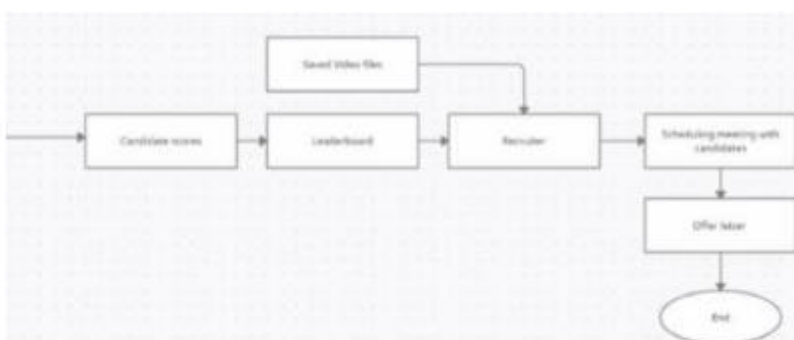 Saved Video files
Candidate scores
Leaderboard
Recruiter
Scheduling meeting with
candidates
Offer letter
End